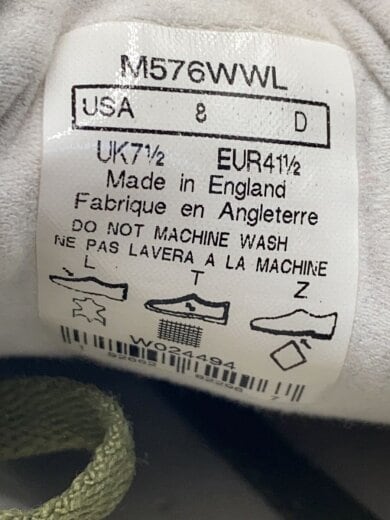 M576WWL
USA 8 D
UK7½ EUR41½
Made in England
Fabrique en Angleterre
DO NOT MACHINE WASH
NE PAS LAVERA A LA MACHINE
L T Z
W024494